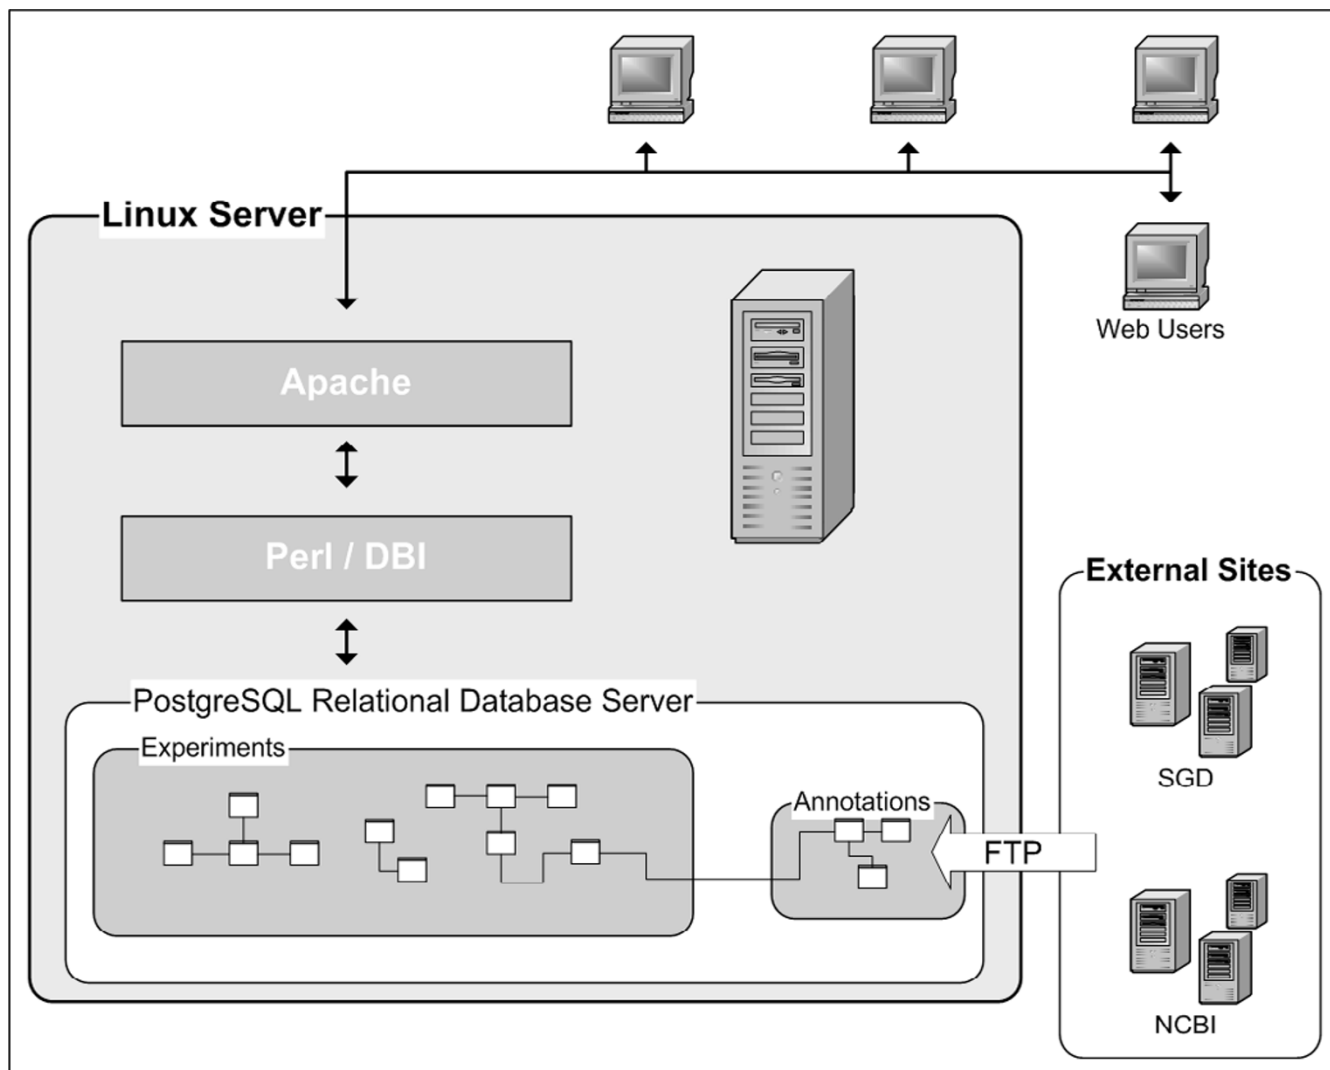 Linux Server
Web Users
Apache
Perl / DBI
External Sites
PostgreSQL Relational Database Server
Experiments
SGD
Annotations
FTP
NCBI